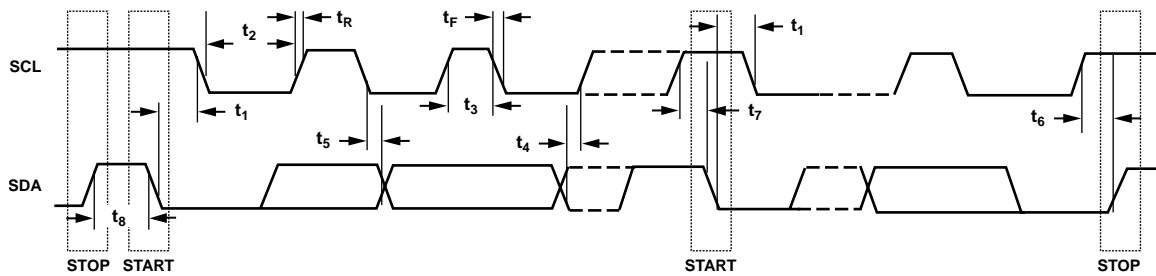 t2 tR tF t1
SCL
t1 t3 t7 t6
t5 t4
SDA
t8
STOP START START STOP